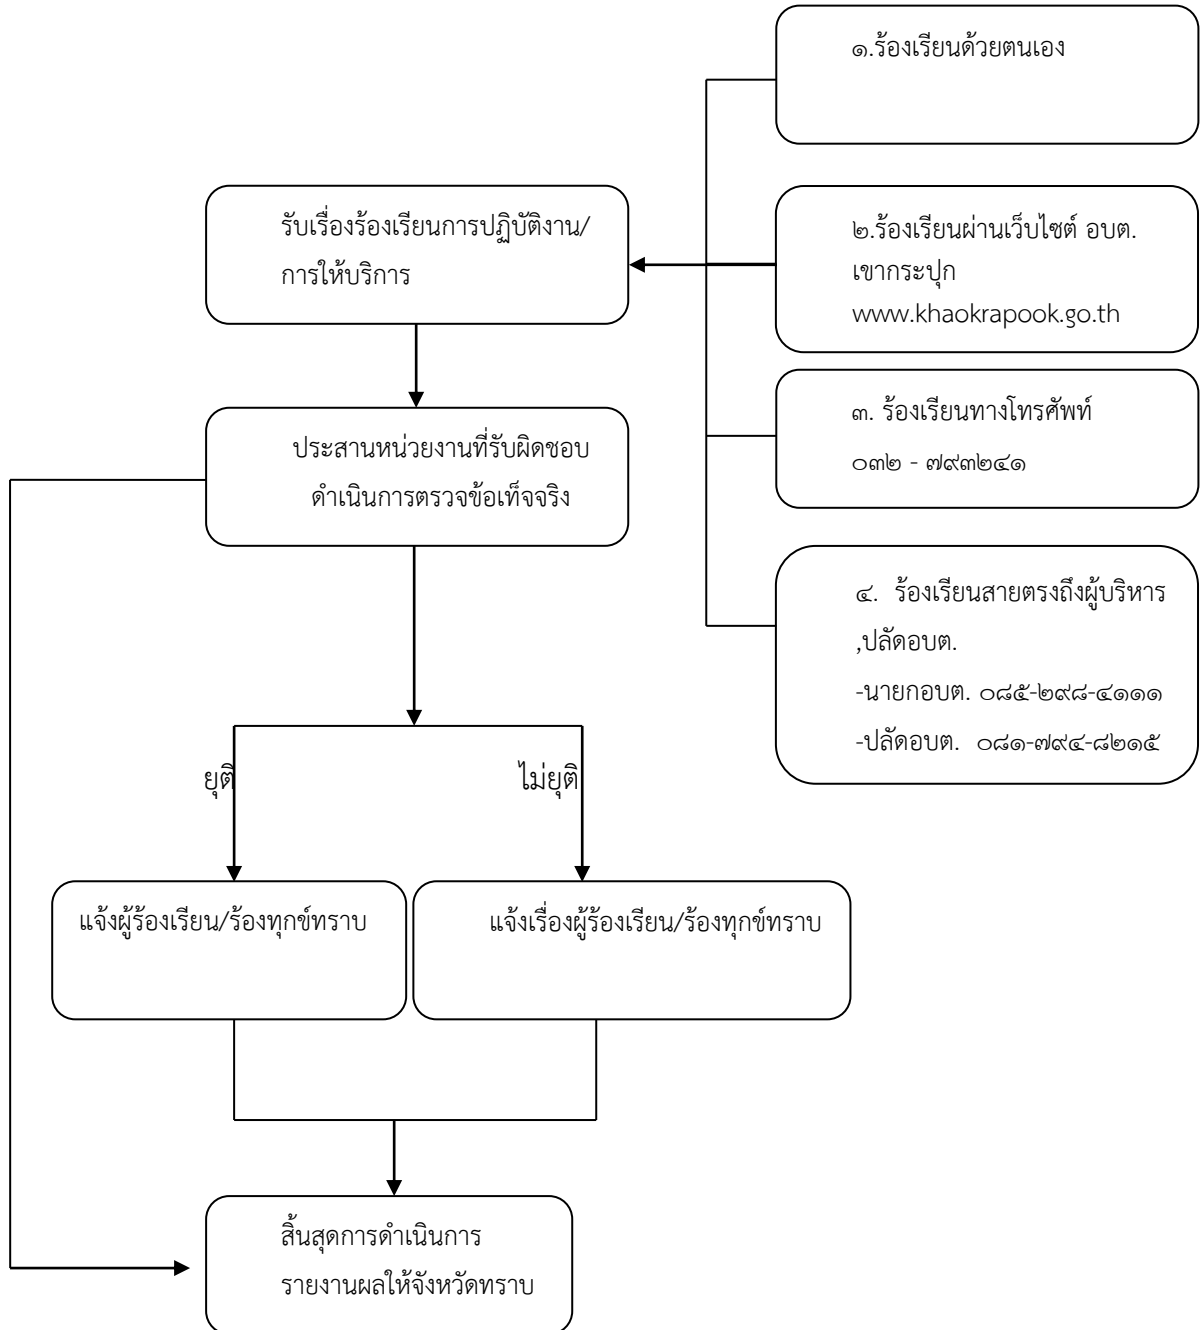 ๑.ร้องเรียนด้วยตนเอง
รับเรื่องร้องเรียนการปฏิบัติงาน/
การให้บริการ
๒.ร้องเรียนผ่านเว็บไซต์ อบต.
เขากระปุก
www.khaokrapook.go.th
๓. ร้องเรียนทางโทรศัพท์
๐๓๒ - ๗๙๓๒๔๑
ประสานหน่วยงานที่รับผิดชอบ
ดำเนินการตรวจข้อเท็จจริง
๔. ร้องเรียนสายตรงถึงผู้บริหาร
,ปลัดอบต.
-นายกอบต. ๐๘๕-๒๙๘-๔๑๑๑
-ปลัดอบต. ๐๘๑-๗๙๔-๘๒๑๕
ยุติ
ไม่ยุติ
แจ้งผู้ร้องเรียน/ร้องทุกข์ทราบ
แจ้งเรื่องผู้ร้องเรียน/ร้องทุกข์ทราบ
สิ้นสุดการดำเนินการ
รายงานผลให้จังหวัดทราบ